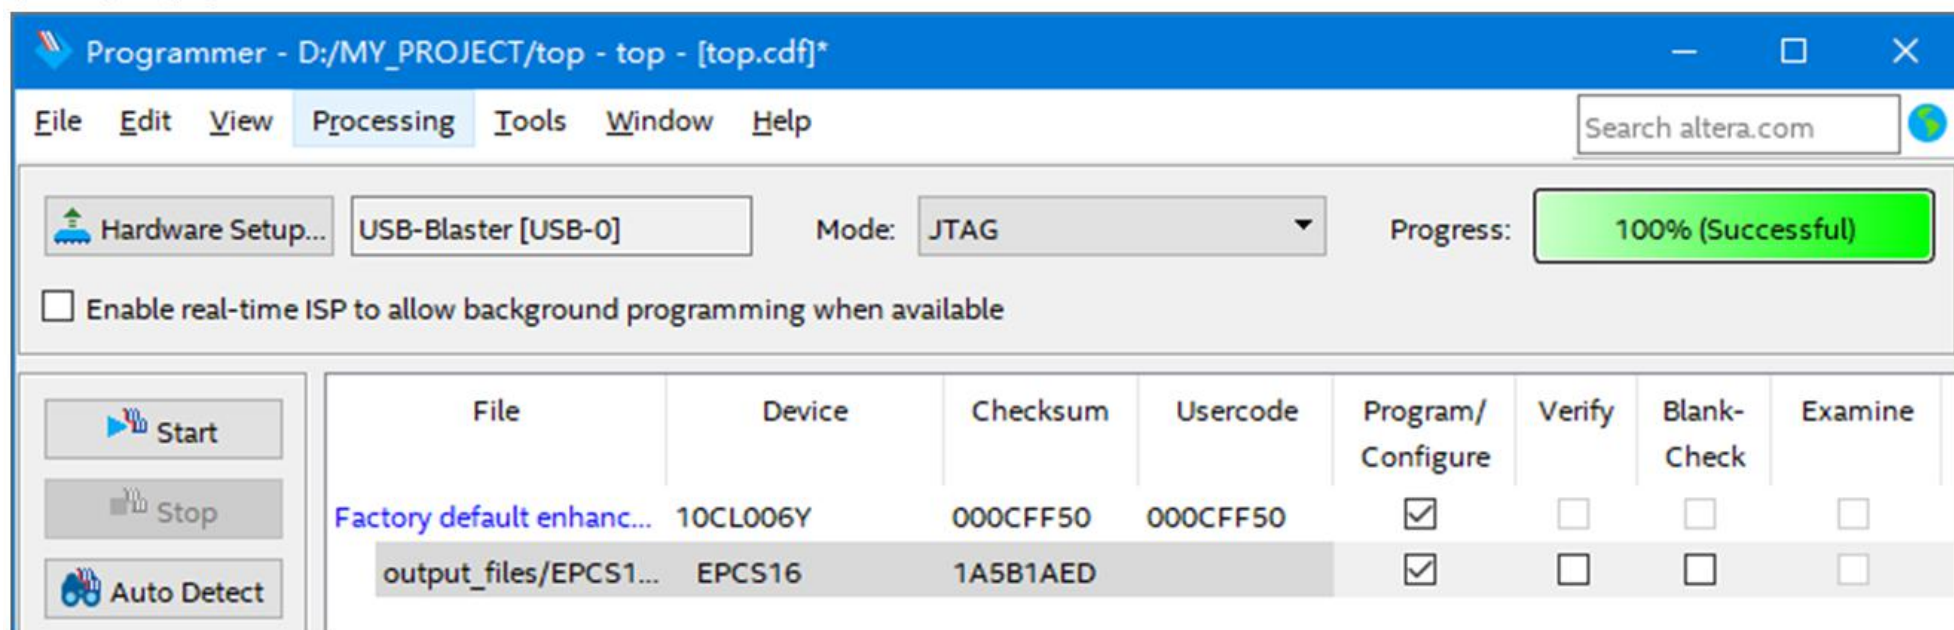 Programmer - D:/MY_PROJECT/top - top - [top.cdf]*
File Edit View Processing Tools Window Help
Search altera.com
Hardware Setup... USB-Blaster [USB-0] Mode: JTAG Progress: 100% (Successful)
Enable real-time ISP to allow background programming when available
Start
Stop
Auto Detect
File Device Checksum Usercode Program/ Verify Blank- Examine
Configure Check
Factory default enhanc... 10CL006Y 000CFF50 000CFF50
output_files/EPCS1... EPCS16 1A5B1AED